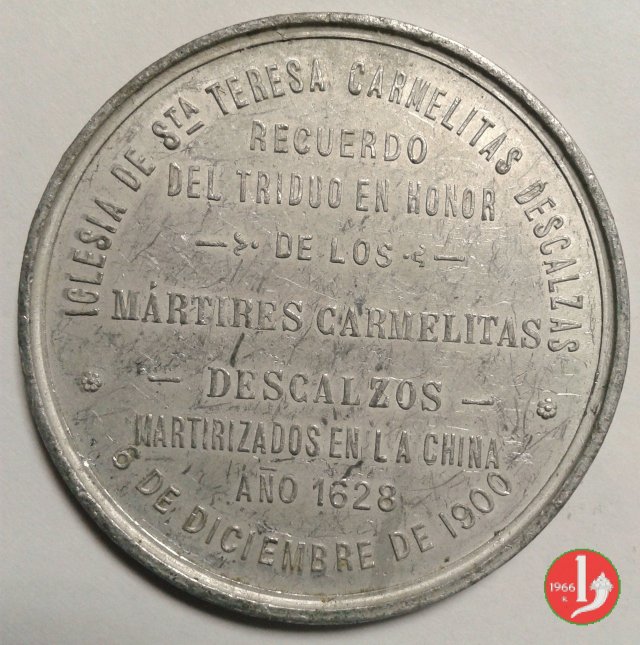 IGLESIA DE STA TERESA CARMELITAS DESCALZAS
RECUERDO
DEL TRIDUO EN HONOR
DE LOS
MÁRTIRES CARMELITAS
— DESCALZOS —
MARTIRIZADOS EN LA CHINA
AÑO 1628
6 DE DICIEMBRE DE 1900
1966
R